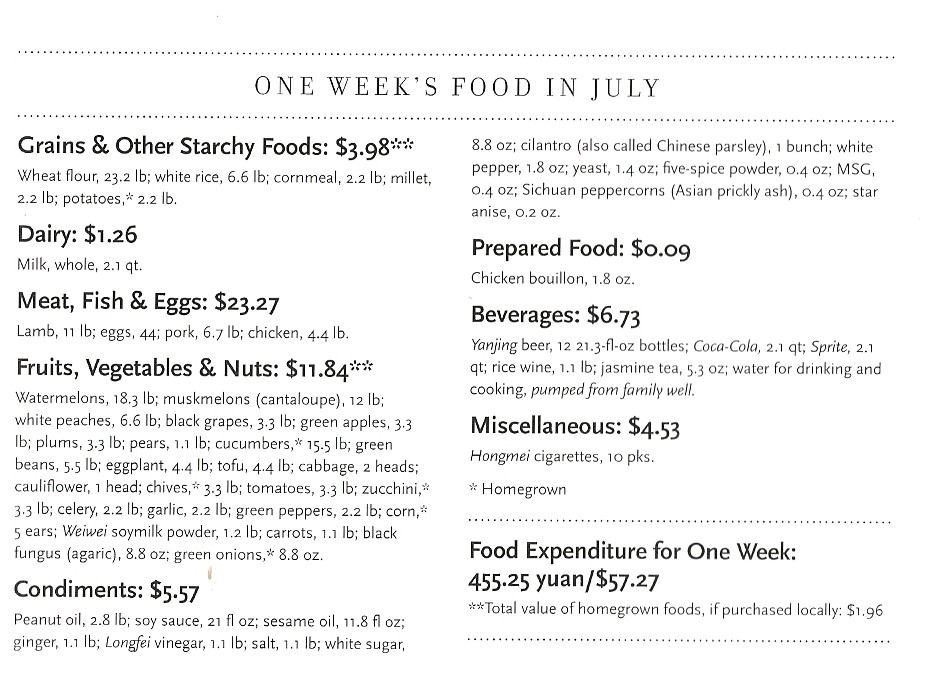 ONE WEEK'S FOOD IN JULY
Grains & Other Starchy Foods: $3.98**
Wheat flour, 23.2 lb; white rice, 6.6 lb; cornmeal, 2.2 lb; millet,
2.2 lb; potatoes,* 2.2 lb.
Dairy: $1.26
Milk, whole, 2.1 qt.
Meat, Fish & Eggs: $23.27
Lamb, 11 lb; eggs, 44; pork, 6.7 lb; chicken, 4.4 lb.
Fruits, Vegetables & Nuts: $11.84**
Watermelons, 18.3 lb; muskmelons (cantaloupe), 12 lb;
white peaches, 6.6 lb; black grapes, 3.3 lb; green apples, 3.3
lb; plums, 3.3 lb; pears, 1.1 lb; cucumbers,* 15.5 lb; green
beans, 5.5 lb; eggplant, 4.4 lb; tofu, 4.4 lb; cabbage, 2 heads;
cauliflower, 1 head; chives,* 3.3 lb; tomatoes, 3.3 lb; zucchini,*
3.3 lb; celery, 2.2 lb; garlic, 2.2 lb; green peppers, 2.2 lb; corn,*
5 ears; Weiwei soymilk powder, 1.2 lb; carrots, 1.1 lb; black
fungus (agaric), 8.8 oz; green onions,* 8.8 oz.
Condiments: $5.57
Peanut oil, 2.8 lb; soy sauce, 21 fl oz; sesame oil, 11.8 fl oz;
ginger, 1.1 lb; Longfei vinegar, 1.1 lb; salt, 1.1 lb; white sugar,
8.8 oz; cilantro (also called Chinese parsley), 1 bunch; white
pepper, 1.8 oz; yeast, 1.4 oz; five-spice powder, 0.4 oz; MSG,
0.4 oz; Sichuan peppercorns (Asian prickly ash), 0.4 oz; star
anise, 0.2 oz.
Prepared Food: $0.09
Chicken bouillon, 1.8 oz.
Beverages: $6.73
Yanjing beer, 12 21.3-fl-oz bottles; Coca-Cola, 2.1 qt; Sprite, 2.1
qt; rice wine, 1.1 lb; jasmine tea, 5.3 oz; water for drinking and
cooking, pumped from family well.
Miscellaneous: $4.53
Hongmei cigarettes, 10 pks.
* Homegrown
Food Expenditure for One Week:
455.25 yuan/$57.27
**Total value of homegrown foods, if purchased locally: $1.96